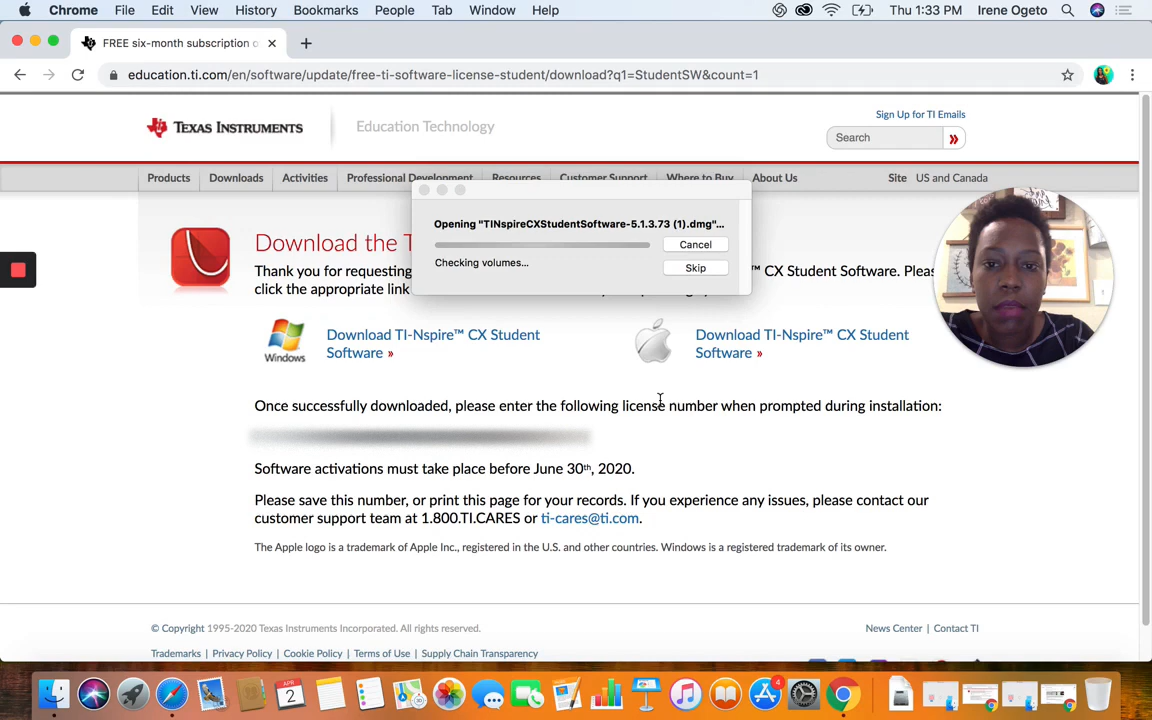 Chrome File Edit View History Bookmarks People Tab Window Help Thu 1:33 PM Irene Ogeto
FREE six-month subscription o
education.ti.com/en/software/update/free-ti-software-license-student/download?q1=StudentSW&count=1
Sign Up for TI Emails
TEXAS INSTRUMENTS Education Technology
Search »
Products Downloads Activities Professional Development Resources Customer Support Where to Buy About Us Site US and Canada
Opening "TINspireCXStudentSoftware-5.1.3.73 (1).dmg"...
Cancel
Checking volumes...
Skip
Download the T
Thank you for requesting ™ CX Student Software. Pleas
click the appropriate link
Windows
Download TI-Nspire™ CX Student
Software »
Download TI-Nspire™ CX Student
Software »
Once successfully downloaded, please enter the following license number when prompted during installation:
Software activations must take place before June 30th, 2020.
Please save this number, or print this page for your records. If you experience any issues, please contact our
customer support team at 1.800.TI.CARES or ti-cares@ti.com.
The Apple logo is a trademark of Apple Inc., registered in the U.S. and other countries. Windows is a registered trademark of its owner.
© Copyright 1995-2020 Texas Instruments Incorporated. All rights reserved.
News Center | Contact TI
Trademarks | Privacy Policy | Cookie Policy | Terms of Use | Supply Chain Transparency
APR
2
4